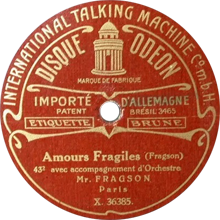 INTERNATIONAL TALKING MACHINE Co.m.b.H.
DISQUE ODEON
MARQUE DE FABRIQUE
IMPORTÉ D'ALLEMAGNE
PATENT BRÉSIL 3465
ETIQUETTE BRUNE
Amours Fragiles (Fragson)
43² avec accompagnement d'Orchestre
Mr. FRAGSON
Paris
X. 36385.